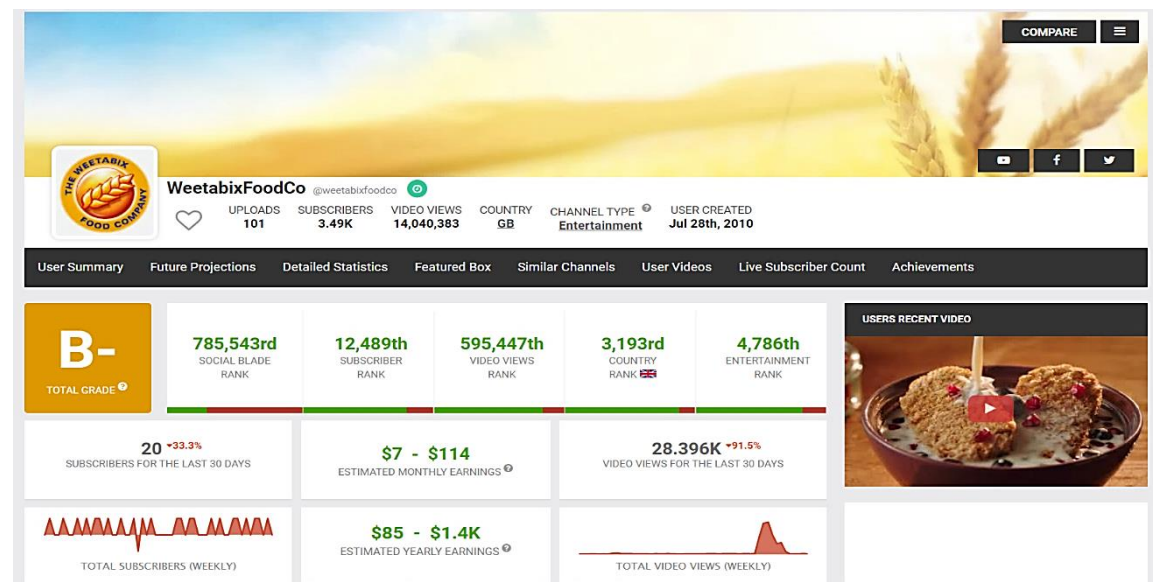 COMPARE
THE WEETABIX
FOOD COMPANY
WeetabixFoodCo @weetabixfoodco
UPLOADS SUBSCRIBERS VIDEO VIEWS COUNTRY CHANNEL TYPE USER CREATED
101 3.49K 14,040,383 GB Entertainment Jul 28th, 2010
User Summary Future Projections Detailed Statistics Featured Box Similar Channels User Videos Live Subscriber Count Achievements
B-
TOTAL GRADE
785,543rd
SOCIAL BLADE
RANK
12,489th
SUBSCRIBER
RANK
595,447th
VIDEO VIEWS
RANK
3,193rd
COUNTRY
RANK
4,786th
ENTERTAINMENT
RANK
USERS RECENT VIDEO
20 -33.3%
SUBSCRIBERS FOR THE LAST 30 DAYS
$7 - $114
ESTIMATED MONTHLY EARNINGS
28.396K -91.5%
VIDEO VIEWS FOR THE LAST 30 DAYS
TOTAL SUBSCRIBERS (WEEKLY)
$85 - $1.4K
ESTIMATED YEARLY EARNINGS
TOTAL VIDEO VIEWS (WEEKLY)